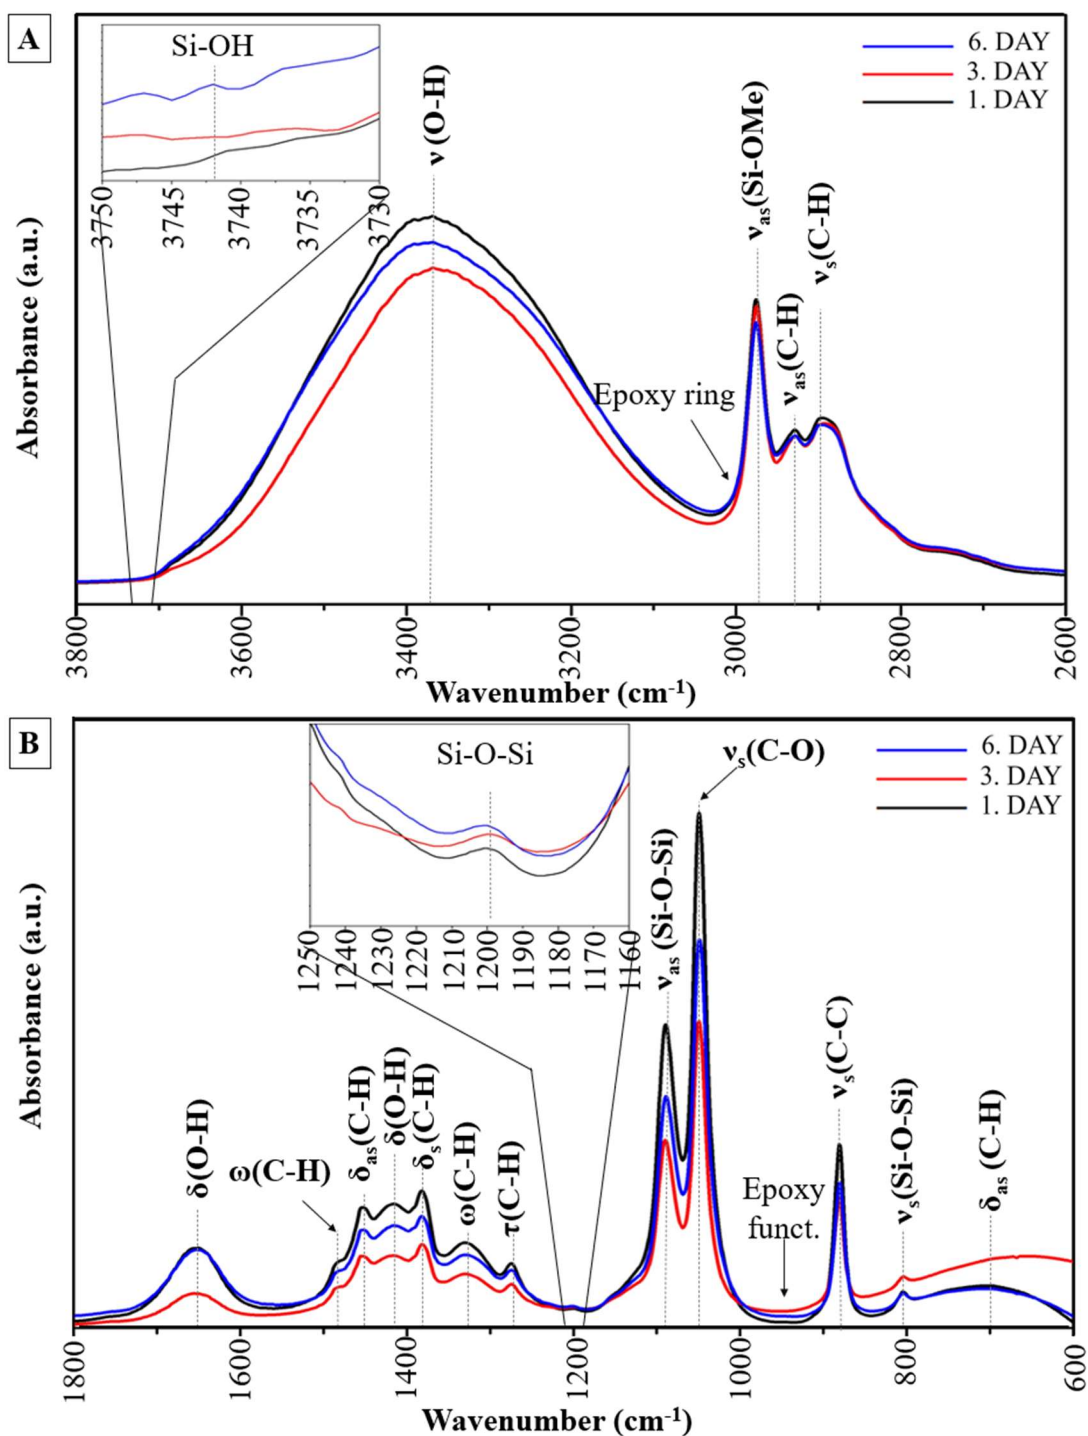 A
Si-OH
6. DAY
3. DAY
1. DAY
ν (O-H)
νas(Si-OMe)
νs(C-H)
νas(C-H)
Epoxy ring
3750
3745
3740
3735
3730
Absorbance (a.u.)
3800
3600
3400
3200
3000
2800
2600
Wavenumber (cm-1)
B
Si-O-Si
νs(C-O)
6. DAY
3. DAY
1. DAY
νas (Si-O-Si)
1250
1240
1230
1220
1210
1200
1190
1180
1170
1160
Absorbance (a.u.)
δ(O-H)
ω(C-H)
δas(C-H)
δ(O-H)
δs(C-H)
ω(C-H)
τ(C-H)
Epoxy
funct.
νs(C-C)
νs(Si-O-Si)
δas (C-H)
1800
1600
1400
1200
1000
800
600
Wavenumber (cm-1)